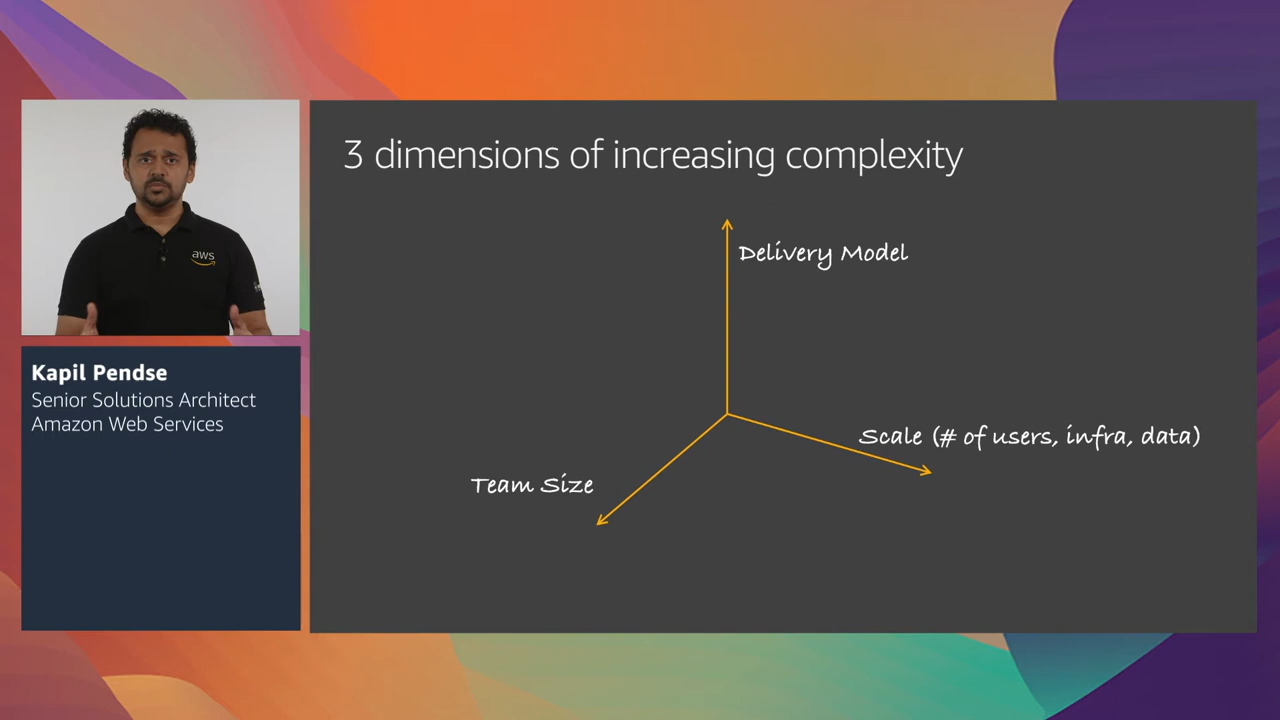 3 dimensions of increasing complexity
Delivery Model
Scale (# of users, infra, data)
Team Size
aws
Kapil Pendse
Senior Solutions Architect
Amazon Web Services